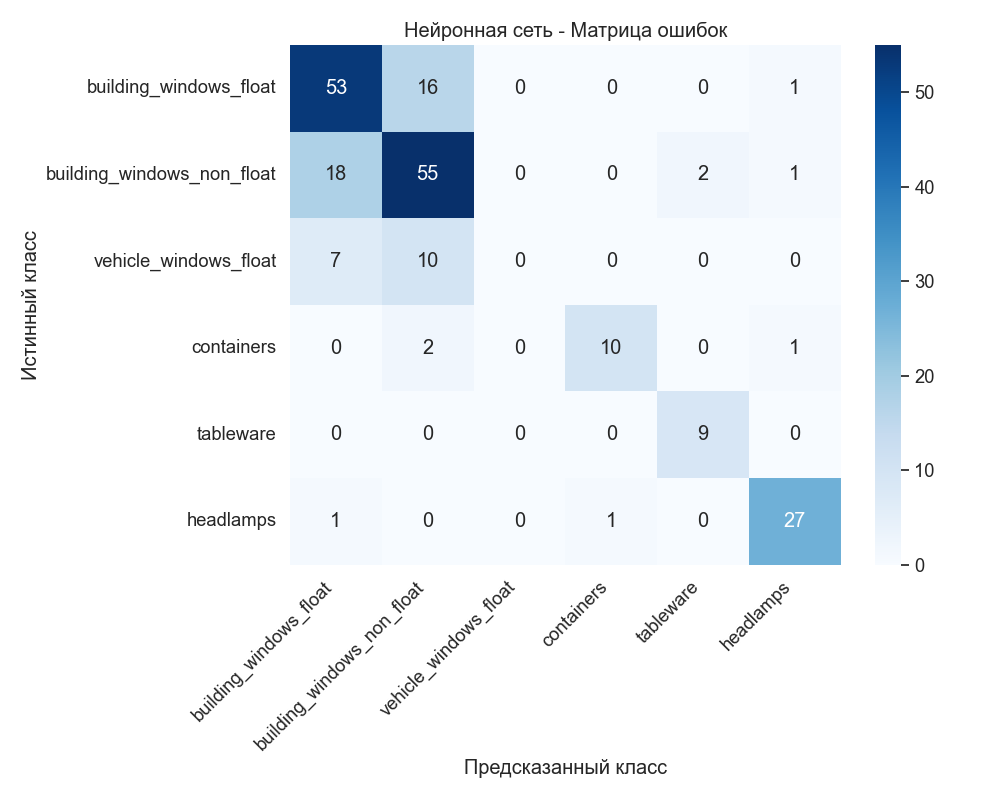 Нейронная сеть - Матрица ошибок
Истинный класс
building_windows_float 53 16 0 0 0 1
building_windows_non_float 18 55 0 0 2 1
vehicle_windows_float 7 10 0 0 0 0
containers 0 2 0 10 0 1
tableware 0 0 0 0 9 0
headlamps 1 0 0 1 0 27
building_windows_float
building_windows_non_float
vehicle_windows_float
containers
tableware
headlamps
Предсказанный класс
50
40
30
20
10
0